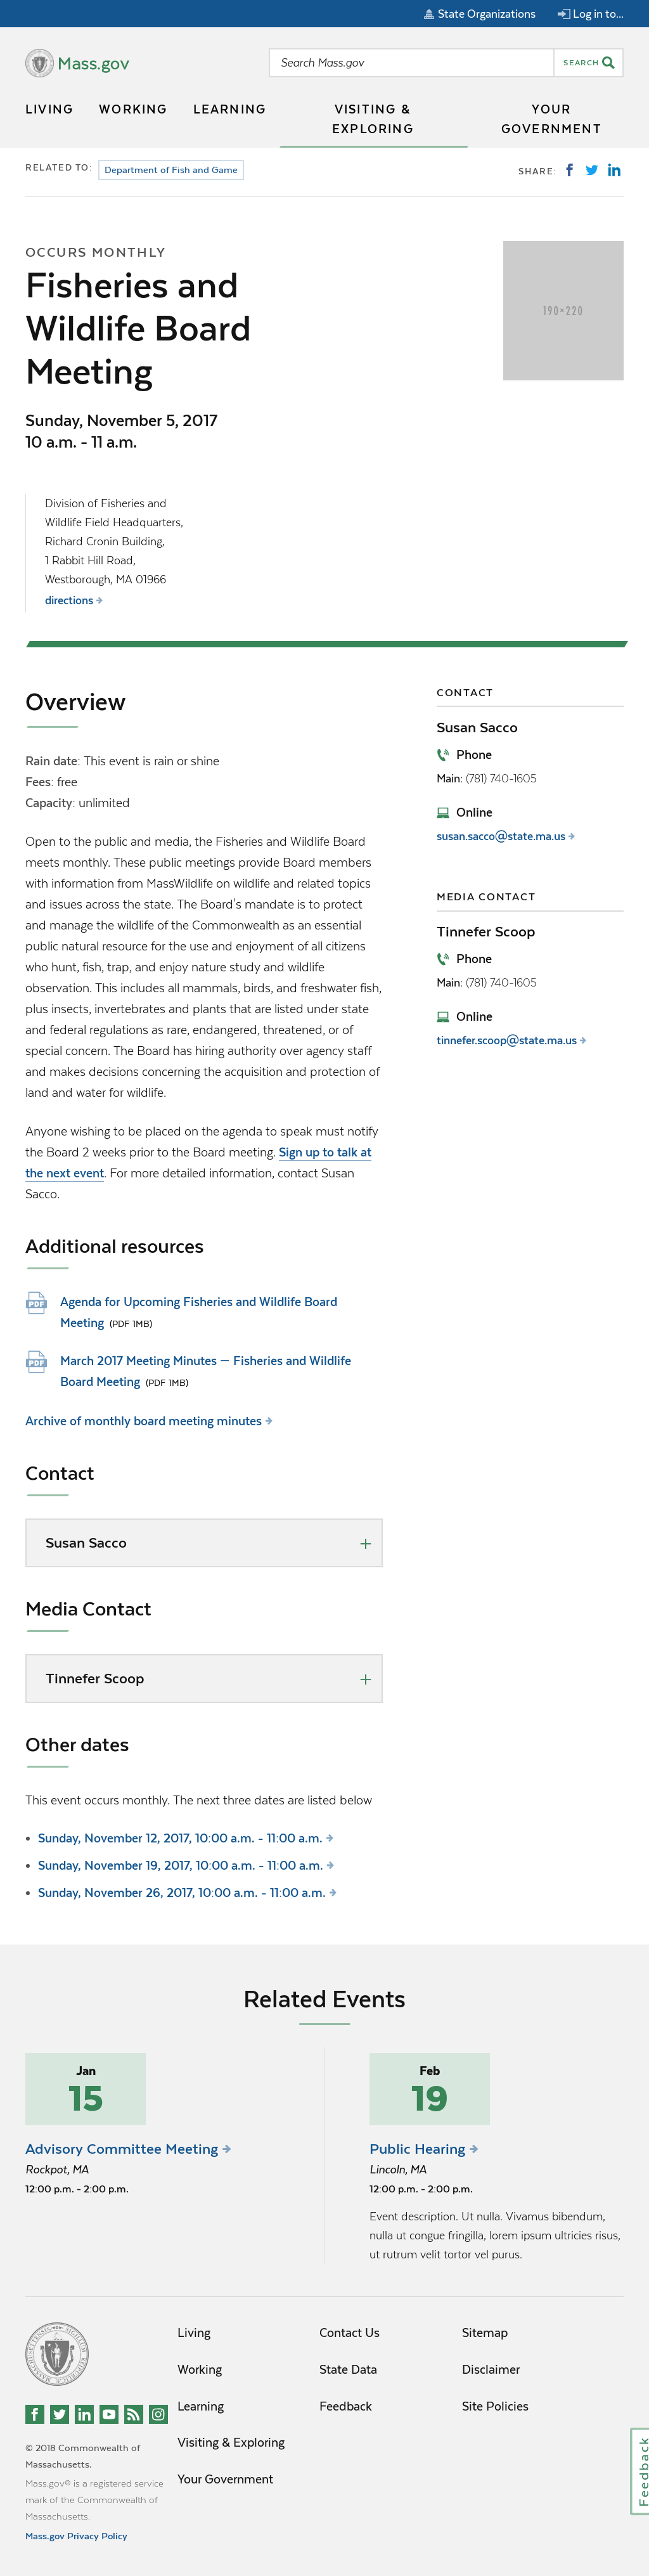 State Organizations
Log in to...
Mass.gov
Search Mass.gov
SEARCH
LIVING
WORKING
LEARNING
VISITING &
EXPLORING
YOUR
GOVERNMENT
RELATED TO:
Department of Fish and Game
SHARE:
OCCURS MONTHLY
Fisheries and
Wildlife Board
Meeting
190×220
Sunday, November 5, 2017
10 a.m. - 11 a.m.
Division of Fisheries and
Wildlife Field Headquarters,
Richard Cronin Building,
1 Rabbit Hill Road,
Westborough, MA 01966
directions
Overview
Rain date: This event is rain or shine
Fees: free
Capacity: unlimited
Open to the public and media, the Fisheries and Wildlife Board
meets monthly. These public meetings provide Board members
with information from MassWildlife on wildlife and related topics
and issues across the state. The Board's mandate is to protect
and manage the wildlife of the Commonwealth as an essential
public natural resource for the use and enjoyment of all citizens
who hunt, fish, trap, and enjoy nature study and wildlife
observation. This includes all mammals, birds, and freshwater fish,
plus insects, invertebrates and plants that are listed under state
and federal regulations as rare, endangered, threatened, or of
special concern. The Board has hiring authority over agency staff
and makes decisions concerning the acquisition and protection of
land and water for wildlife.
Anyone wishing to be placed on the agenda to speak must notify
the Board 2 weeks prior to the Board meeting. Sign up to talk at
the next event. For more detailed information, contact Susan
Sacco.
CONTACT
Susan Sacco
Phone
Main: (781) 740-1605
Online
susan.sacco@state.ma.us
MEDIA CONTACT
Tinnefer Scoop
Phone
Main: (781) 740-1605
Online
tinnefer.scoop@state.ma.us
Additional resources
PDF
Agenda for Upcoming Fisheries and Wildlife Board
Meeting (PDF 1MB)
PDF
March 2017 Meeting Minutes — Fisheries and Wildlife
Board Meeting (PDF 1MB)
Archive of monthly board meeting minutes
Contact
Susan Sacco
Media Contact
Tinnefer Scoop
Other dates
This event occurs monthly. The next three dates are listed below
Sunday, November 12, 2017, 10:00 a.m. - 11:00 a.m.
Sunday, November 19, 2017, 10:00 a.m. - 11:00 a.m.
Sunday, November 26, 2017, 10:00 a.m. - 11:00 a.m.
Related Events
Jan
15
Advisory Committee Meeting
Rockpot, MA
12:00 p.m. - 2:00 p.m.
Feb
19
Public Hearing
Lincoln, MA
12:00 p.m. - 2:00 p.m.
Event description. Ut nulla. Vivamus bibendum,
nulla ut congue fringilla, lorem ipsum ultricies risus,
ut rutrum velit tortor vel purus.
Living
Working
Learning
Visiting & Exploring
Your Government
Contact Us
State Data
Feedback
Sitemap
Disclaimer
Site Policies
© 2018 Commonwealth of
Massachusetts.
Mass.gov® is a registered service
mark of the Commonwealth of
Massachusetts.
Mass.gov Privacy Policy
Feedback